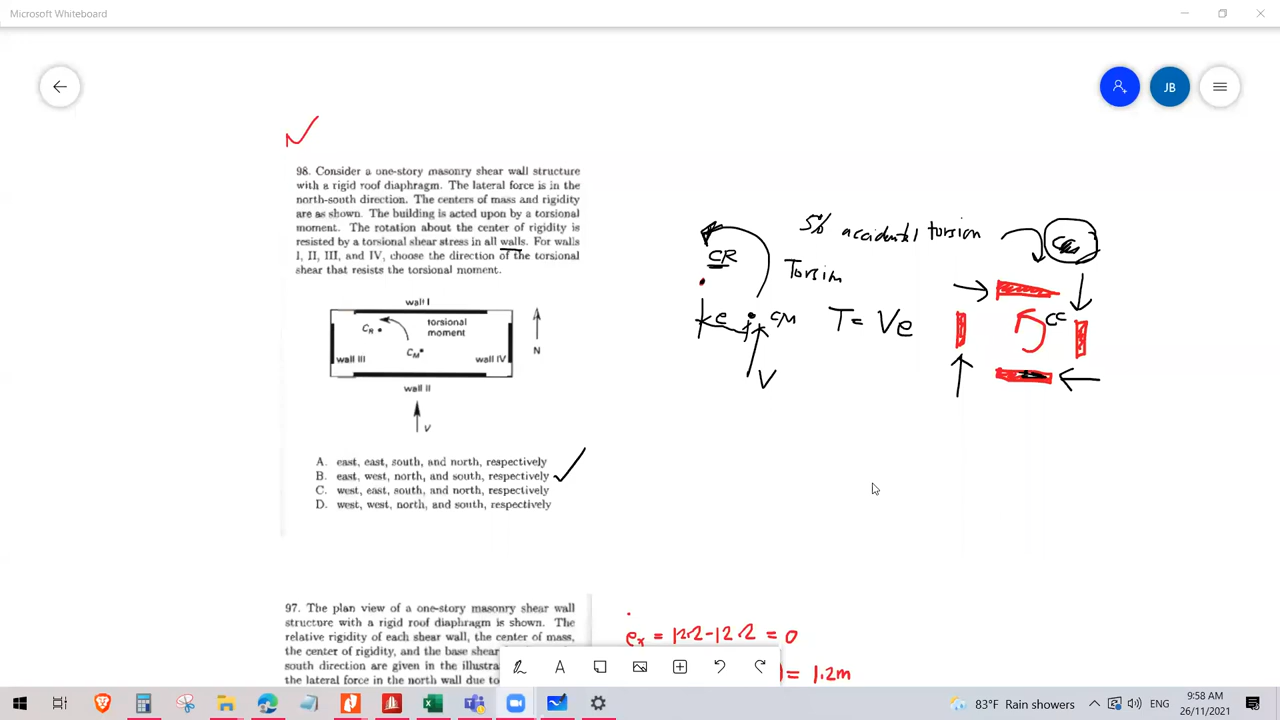 Microsoft Whiteboard
JB
98. Consider a one-story masonry shear wall structure
with a rigid roof diaphragm. The lateral force is in the
north-south direction. The centers of mass and rigidity
are as shown. The building is acted upon by a torsional
moment. The rotation about the center of rigidity is
resisted by a torsional shear stress in all walls. For walls
I, II, III, and IV, choose the direction of the torsional
shear that resists the torsional moment.
wall I
CR
torsional
moment
CM
wall III
wall IV
wall II
N
V
A. east, east, south, and north, respectively
B. east, west, north, and south, respectively
C. west, east, south, and north, respectively
D. west, west, north, and south, respectively
5% accidental torsion
CR
Torsion
e
CM
T = Ve
V
97. The plan view of a one-story masonry shear wall
structure with a rigid roof diaphragm is shown. The
relative rigidity of each shear wall, the center of mass,
the center of rigidity, and the base shear
south direction are given in the
the lateral force in the north wall due to
= 12.2 - 12.2 = 0
= 1.2m
83°F Rain showers
ENG
9:58 AM
26/11/2021